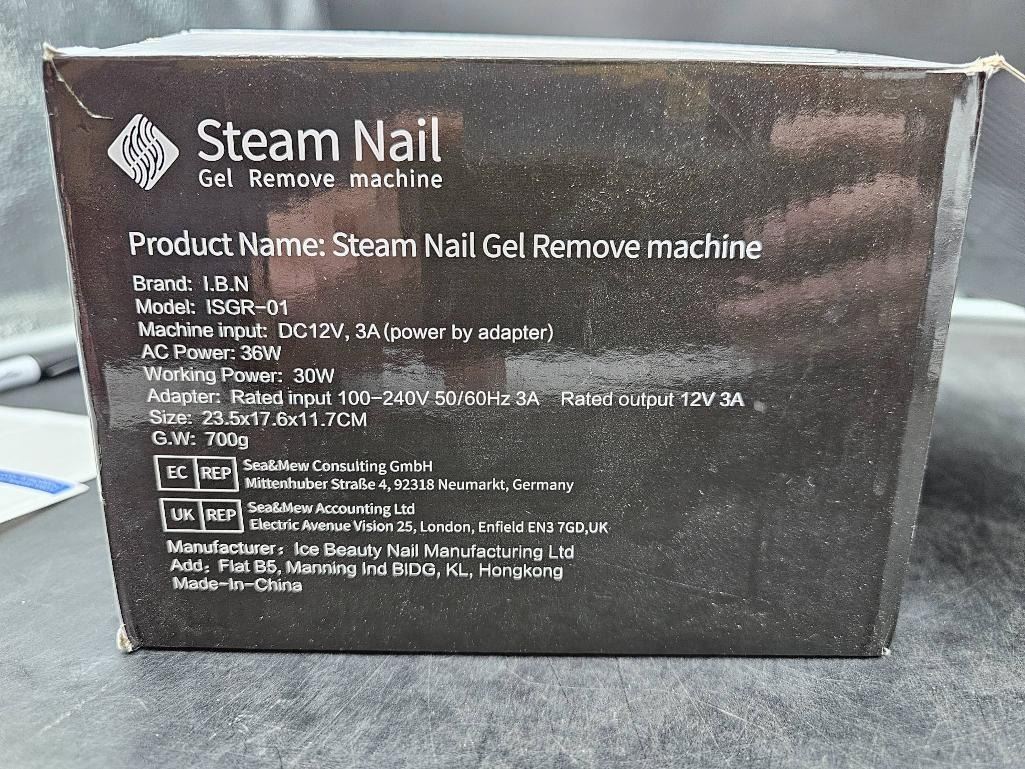 Steam Nail
Gel Remove machine
Product Name: Steam Nail Gel Remove machine
Brand: I.B.N
Model: ISGR-01
Machine input: DC12V, 3A (power by adapter)
AC Power: 36W
Working Power: 30W
Adapter: Rated input 100-240V 50/60Hz 3A Rated output 12V 3A
Size: 23.5x17.6x11.7CM
G.W: 700g
EC REP Sea&Mew Consulting GmbH
Mittenhuber Straße 4, 92318 Neumarkt, Germany
UK REP Sea&Mew Accounting Ltd
Electric Avenue Vision 25, London, Enfield EN3 7GD,UK
Manufacturer: Ice Beauty Nail Manufacturing Ltd
Add: Flat B5, Manning Ind BIDG, KL, Hongkong
Made-In-China